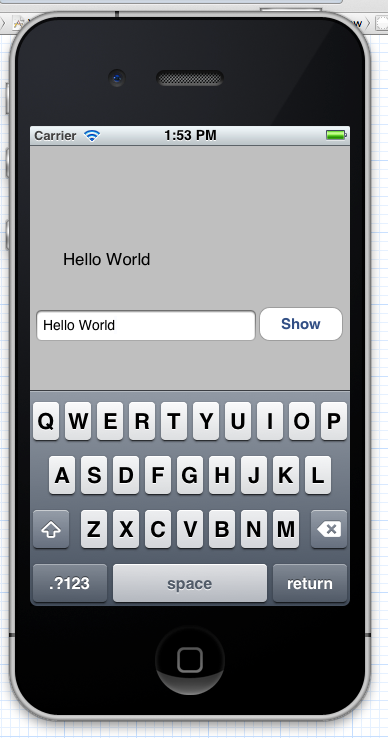 Carrier 1:53 PM
Hello World
Hello World Show
Q W E R T Y U I O P
A S D F G H J K L
Z X C V B N M
.?123 space return